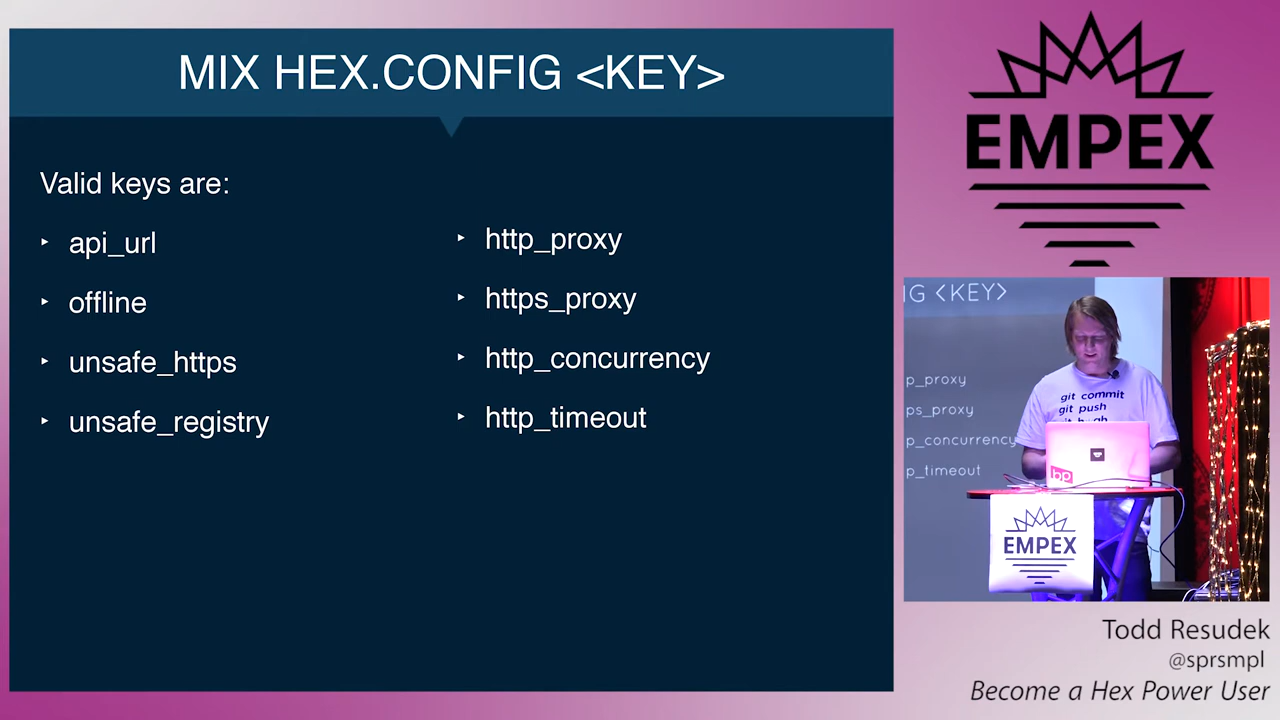 MIX HEX.CONFIG <KEY>
Valid keys are:
‣ api_url
‣ offline
‣ unsafe_https
‣ unsafe_registry
‣ http_proxy
‣ https_proxy
‣ http_concurrency
‣ http_timeout
EMPEX
IG <KEY>
p_proxy
ps_proxy
p_concurrency
p_timeout
git commit
git push
bp
EMPEX
Todd Resudek
@sprsmpl
Become a Hex Power User